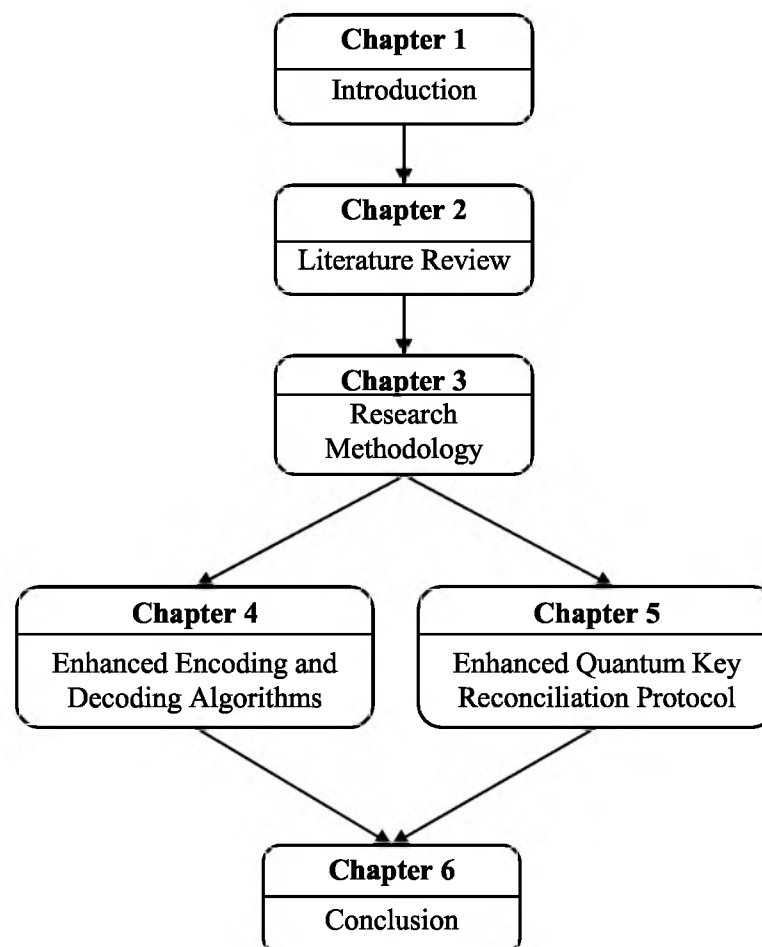 Chapter 1
Introduction
Chapter 2
Literature Review
Chapter 3
Research
Methodology
Chapter 4
Enhanced Encoding and
Decoding Algorithms
Chapter 5
Enhanced Quantum Key
Reconciliation Protocol
Chapter 6
Conclusion